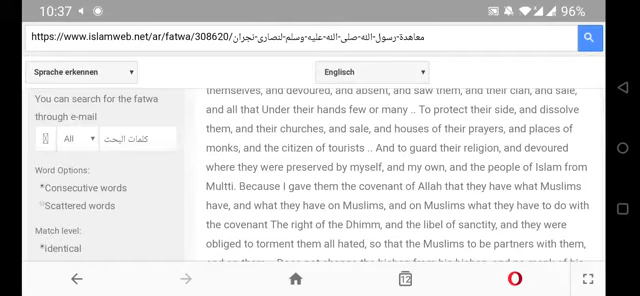 10:37
96%
https://www.islamweb.net/ar/fatwa/308620/معاهدة-رسول-الله-صلى-الله-عليه-وسلم-لنصارى-نجران
Sprache erkennen
Englisch
themselves, and devoured, and absent, and saw them, and their clan, and sale,
You can search for the fatwa
through e-mail
and all that Under their hands few or many .. To protect their side, and dissolve
them, and their churches, and sale, and houses of their prayers, and places of
All
كلمات البحث
monks, and the citizen of tourists .. And to guard their religion, and devoured
Word Options:
where they were preserved by myself, and my own, and the people of Islam from
*Consecutive words
Multti. Because I gave them the covenant of Allah that they have what Muslims
Scattered words
have, and what they have on Muslims, and on Muslims what they have to do with
Match level:
the covenant The right of the Dhimm, and the libel of sanctity, and they were
*Identical
obliged to torment them all hated, so that the Muslims to be partners with them,
12